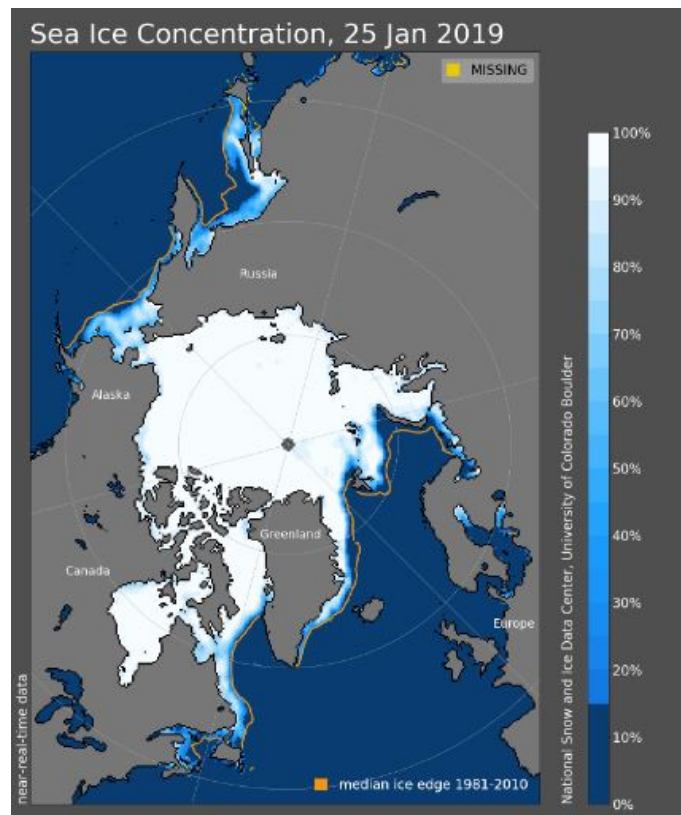 Sea Ice Concentration, 25 Jan 2019
MISSING
100%
90%
80%
70%
60%
50%
40%
30%
20%
10%
0%
Russia
Alaska
Greenland
Canada
Europe
near-real-time data
median ice edge 1981-2010
National Snow and Ice Data Center, University of Colorado Boulder